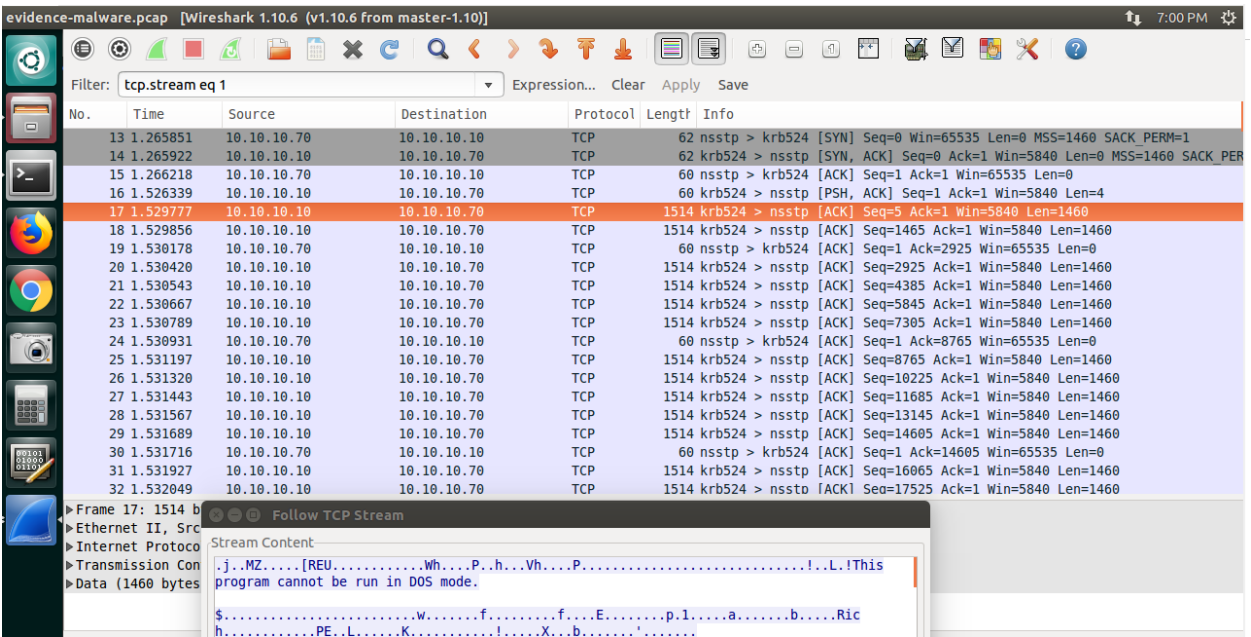 evidence-malware.pcap [Wireshark 1.10.6 (v1.10.6 from master-1.10)] 7:00 PM
Filter: tcp.stream eq 1 Expression... Clear Apply Save
No. Time Source Destination Protocol Length Info
13 1.265851 10.10.10.70 10.10.10.10 TCP 62 nsstp > krb524 [SYN] Seq=0 Win=65535 Len=0 MSS=1460 SACK_PERM=1
14 1.265922 10.10.10.10 10.10.10.70 TCP 62 krb524 > nsstp [SYN, ACK] Seq=0 Ack=1 Win=5840 Len=0 MSS=1460 SACK_PER
15 1.266218 10.10.10.70 10.10.10.10 TCP 60 nsstp > krb524 [ACK] Seq=1 Ack=1 Win=65535 Len=0
16 1.526339 10.10.10.10 10.10.10.70 TCP 60 krb524 > nsstp [PSH, ACK] Seq=1 Ack=1 Win=5840 Len=4
17 1.529777 10.10.10.10 10.10.10.70 TCP 1514 krb524 > nsstp [ACK] Seq=5 Ack=1 Win=5840 Len=1460
18 1.529856 10.10.10.10 10.10.10.70 TCP 1514 krb524 > nsstp [ACK] Seq=1465 Ack=1 Win=5840 Len=1460
19 1.530178 10.10.10.70 10.10.10.10 TCP 60 nsstp > krb524 [ACK] Seq=1 Ack=2925 Win=65535 Len=0
20 1.530420 10.10.10.10 10.10.10.70 TCP 1514 krb524 > nsstp [ACK] Seq=2925 Ack=1 Win=5840 Len=1460
21 1.530543 10.10.10.10 10.10.10.70 TCP 1514 krb524 > nsstp [ACK] Seq=4385 Ack=1 Win=5840 Len=1460
22 1.530667 10.10.10.10 10.10.10.70 TCP 1514 krb524 > nsstp [ACK] Seq=5845 Ack=1 Win=5840 Len=1460
23 1.530789 10.10.10.10 10.10.10.70 TCP 1514 krb524 > nsstp [ACK] Seq=7305 Ack=1 Win=5840 Len=1460
24 1.530931 10.10.10.70 10.10.10.10 TCP 60 nsstp > krb524 [ACK] Seq=1 Ack=8765 Win=65535 Len=0
25 1.531197 10.10.10.10 10.10.10.70 TCP 1514 krb524 > nsstp [ACK] Seq=8765 Ack=1 Win=5840 Len=1460
26 1.531320 10.10.10.10 10.10.10.70 TCP 1514 krb524 > nsstp [ACK] Seq=10225 Ack=1 Win=5840 Len=1460
27 1.531443 10.10.10.10 10.10.10.70 TCP 1514 krb524 > nsstp [ACK] Seq=11685 Ack=1 Win=5840 Len=1460
28 1.531567 10.10.10.10 10.10.10.70 TCP 1514 krb524 > nsstp [ACK] Seq=13145 Ack=1 Win=5840 Len=1460
29 1.531689 10.10.10.10 10.10.10.70 TCP 1514 krb524 > nsstp [ACK] Seq=14605 Ack=1 Win=5840 Len=1460
30 1.531716 10.10.10.70 10.10.10.10 TCP 60 nsstp > krb524 [ACK] Seq=1 Ack=14605 Win=65535 Len=0
31 1.531927 10.10.10.10 10.10.10.70 TCP 1514 krb524 > nsstp [ACK] Seq=16065 Ack=1 Win=5840 Len=1460
32 1.532049 10.10.10.10 10.10.10.70 TCP 1514 krb524 > nsstp [ACK] Seq=17525 Ack=1 Win=5840 Len=1460
Frame 17: 1514 b
Ethernet II, Src
Internet Protoco
Transmission Con
Data (1460 bytes
Follow TCP Stream
Stream Content
.j..MZ.....[REU............Wh....P..h...Vh....P............................!..L.!This
program cannot be run in DOS mode.
$........................w.......f.........f....E........p.1.....a........b.....Ric
h............PE..L......K...........!.....X...b.......'.......